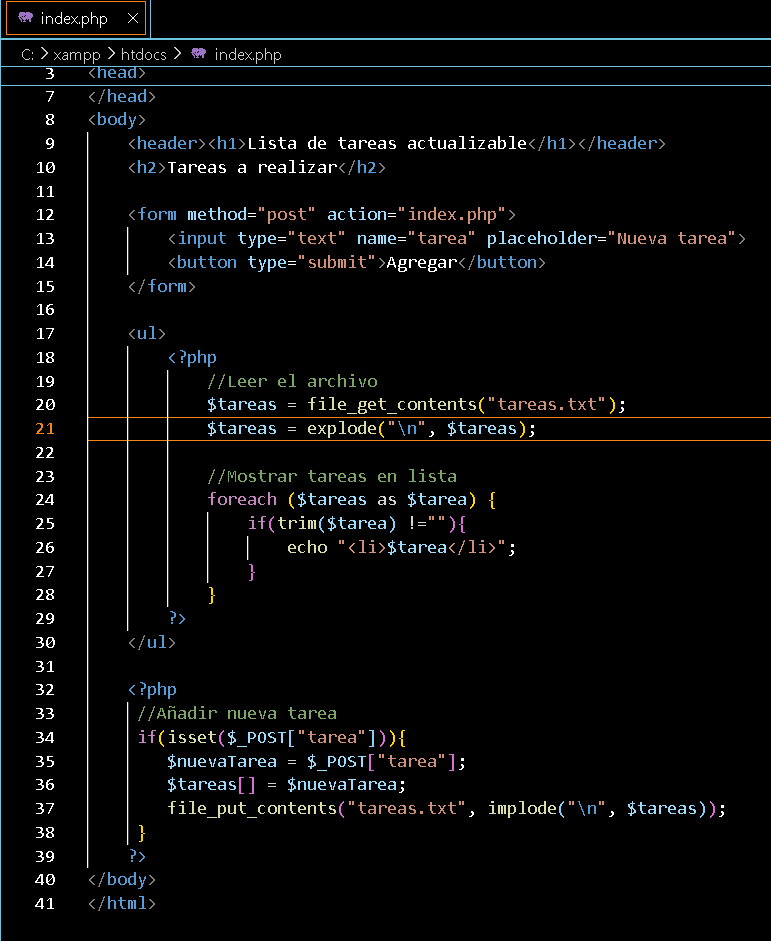 index.php
C: xampp htdocs index.php
3 <head>
7 </head>
8 <body>
9 <header><h1>Lista de tareas actualizable</h1></header>
10 <h2>Tareas a realizar</h2>
11
12 <form method="post" action="index.php">
13 <input type="text" name="tarea" placeholder="Nueva tarea">
14 <button type="submit">Agregar</button>
15 </form>
16
17 <ul>
18 <?php
19 //Leer el archivo
20 $tareas = file_get_contents("tareas.txt");
21 $tareas = explode("\n", $tareas);
22
23 //Mostrar tareas en lista
24 foreach ($tareas as $tarea) {
25 if(trim($tarea) !=""){
26 echo "<li>$tarea</li>";
27 }
28 }
29 ?>
30 </ul>
31
32 <?php
33 //Añadir nueva tarea
34 if(isset($_POST["tarea"])){
35 $nuevaTarea = $_POST["tarea"];
36 $tareas[] = $nuevaTarea;
37 file_put_contents("tareas.txt", implode("\n", $tareas));
38 }
39 ?>
40 </body>
41 </html>